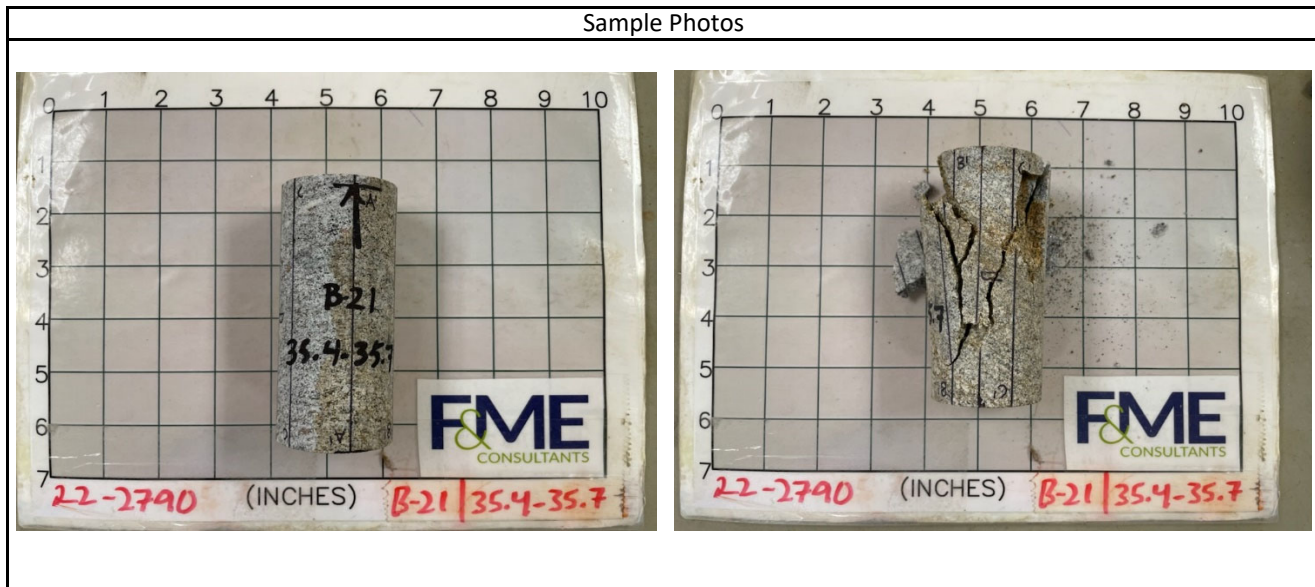 Sample Photos
0 1 2 3 4 5 6 7 8 9 10
1
2
3
4
5
6
7
A'
B-21
35.4-35.7
A'
F&ME
CONSULTANTS
22-2790 (INCHES) B-21 | 35.4-35.7
0 1 2 3 4 5 6 7 8 9 10
1
2
3
4
5
6
7
B'
.7
B
C'
F&ME
CONSULTANTS
22-2790 (INCHES) B-21 | 35.4-35.7